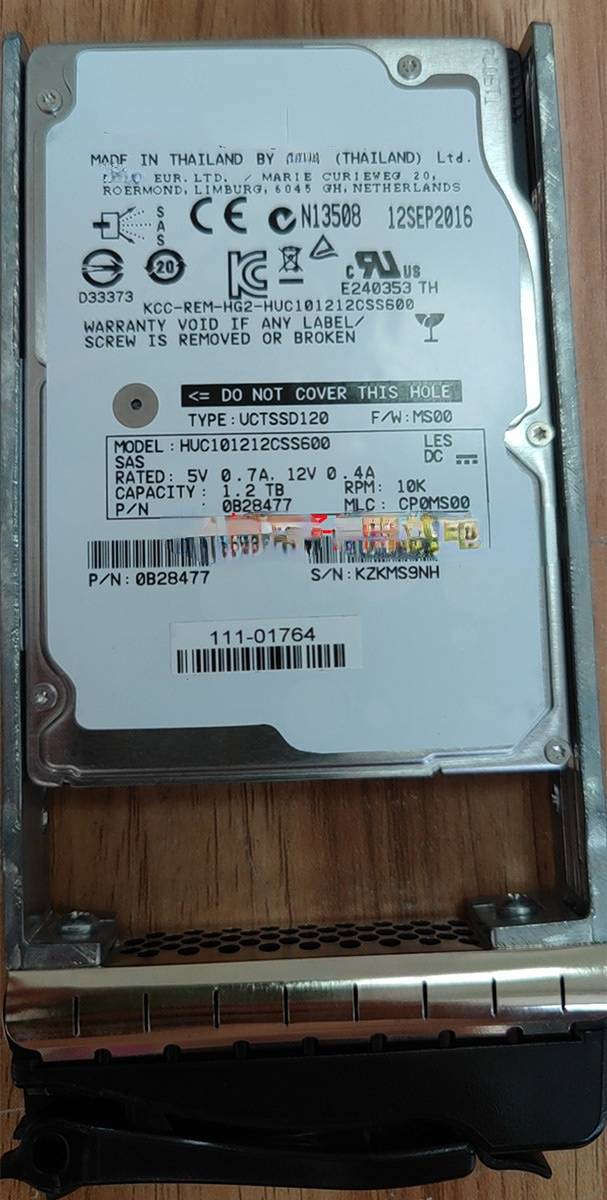 MADE IN THAILAND BY (THAILAND) Ltd.
EUR.LTD. / MARIE CURIEWEG 20,
ROERMOND, LIMBURG, 6045 GH, NETHERLANDS
SAS
CE
N13508 12SEP2016
20
D33373
c UL US
E240353 TH
KCC-REM-HG2-HUC101212CSS600
WARRANTY VOID IF ANY LABEL/
SCREW IS REMOVED OR BROKEN
<= DO NOT COVER THIS HOLE
TYPE: UCTSSD120 F/W: MS00
MODEL: HUC101212CSS600 LES
SAS DC
RATED: 5V 0.7A, 12V 0.4A
CAPACITY: 1.2 TB RPM: 10K
P/N : 0B28477 MLC: CP0MS00
P/N: 0B28477 S/N: KZKMS9NH
111-01764